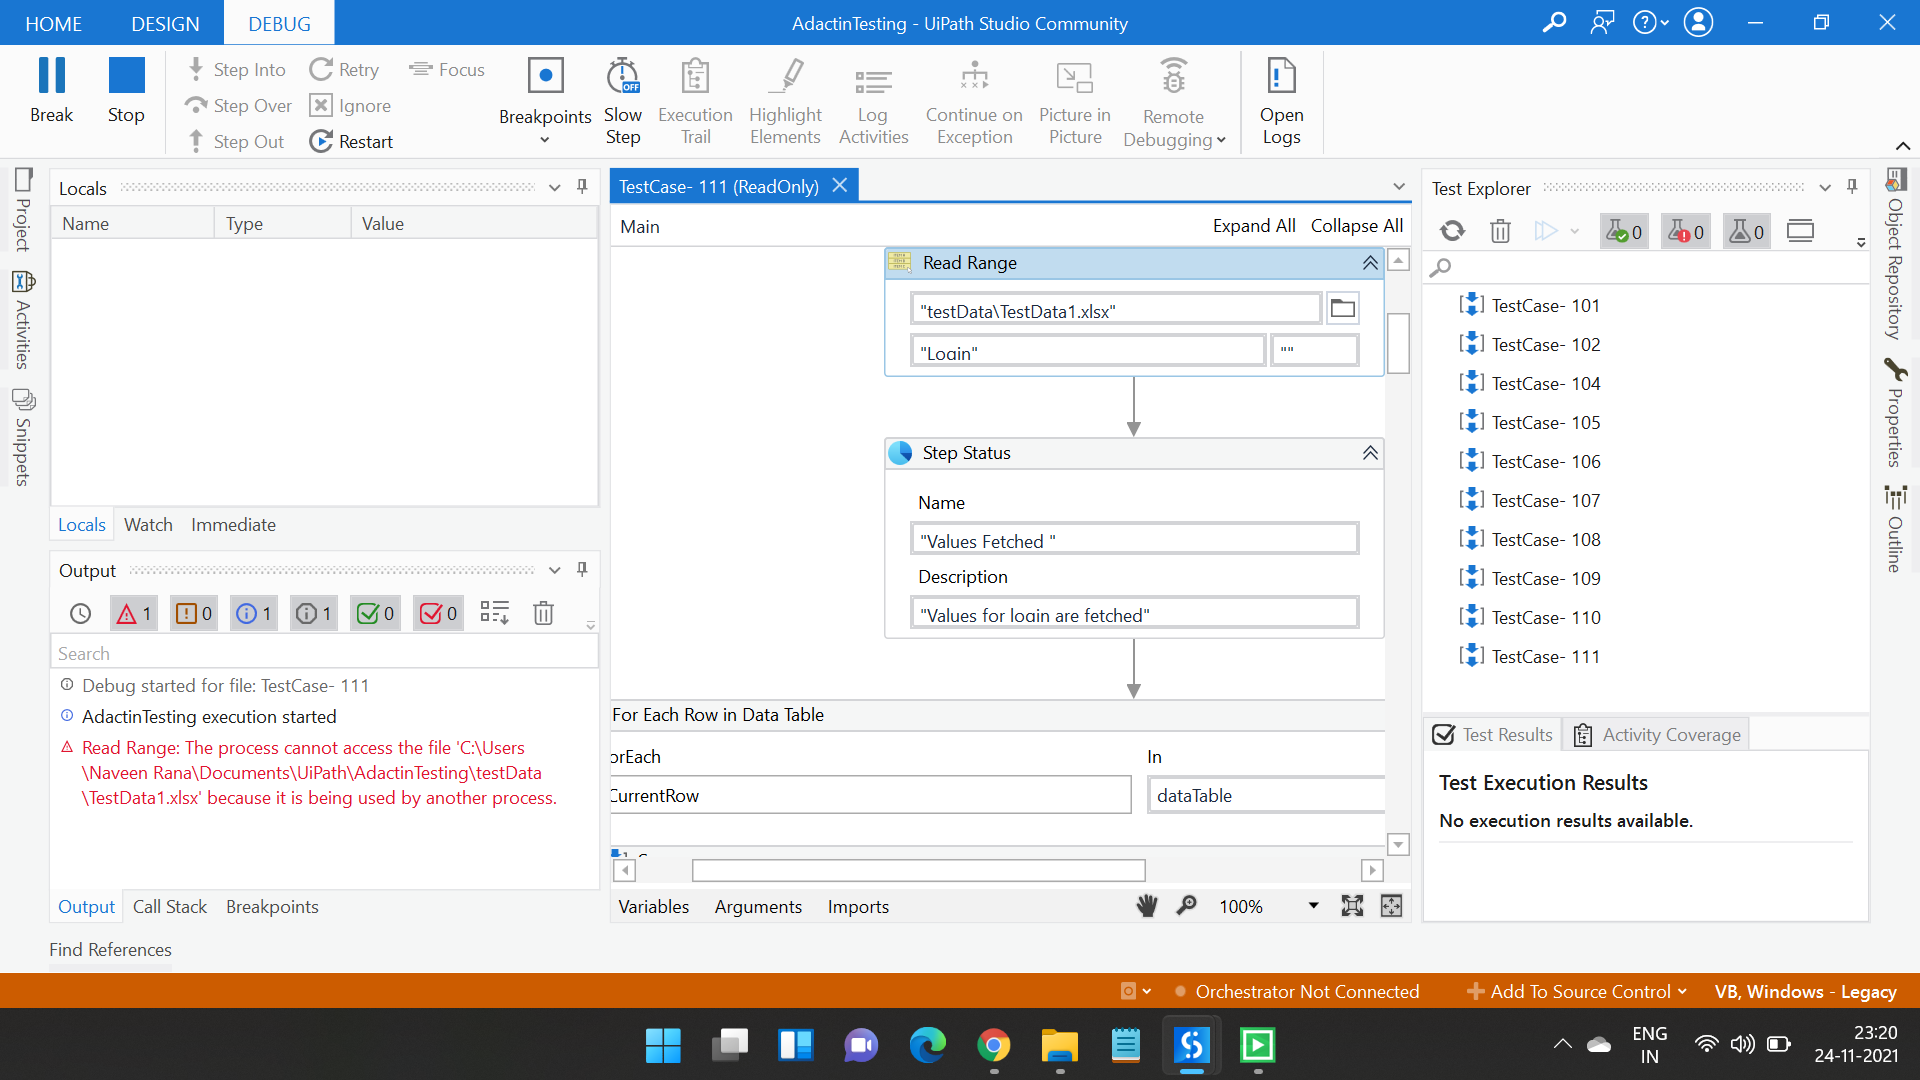 HOME DESIGN DEBUG
AdactinTesting - UiPath Studio Community
Break
Stop
Step Into
Step Over
Step Out
Retry
Ignore
Restart
Focus
Breakpoints
Slow
Step
OFF
Execution
Trail
Highlight
Elements
Log
Activities
Continue on
Exception
Picture in
Picture
Remote
Debugging
Open
Logs
Project
Activities
Snippets
Locals
Name Type Value
Locals Watch Immediate
Output
1 0 1 1 0 0
Search
Debug started for file: TestCase- 111
AdactinTesting execution started
Read Range: The process cannot access the file 'C:\Users
\Naveen Rana\Documents\UiPath\AdactinTesting\testData
\TestData1.xlsx' because it is being used by another process.
Output Call Stack Breakpoints
Find References
TestCase- 111 (ReadOnly)
Main
Expand All Collapse All
Read Range
"testData\TestData1.xlsx"
"Login" ""
Step Status
Name
"Values Fetched "
Description
"Values for login are fetched"
For Each Row in Data Table
orEach In
CurrentRow dataTable
Variables Arguments Imports
100%
Test Explorer
0 0 0
TestCase- 101
TestCase- 102
TestCase- 104
TestCase- 105
TestCase- 106
TestCase- 107
TestCase- 108
TestCase- 109
TestCase- 110
TestCase- 111
Test Results Activity Coverage
Test Execution Results
No execution results available.
Object Repository
Properties
Outline
Orchestrator Not Connected
Add To Source Control
VB, Windows - Legacy
ENG
IN
23:20
24-11-2021